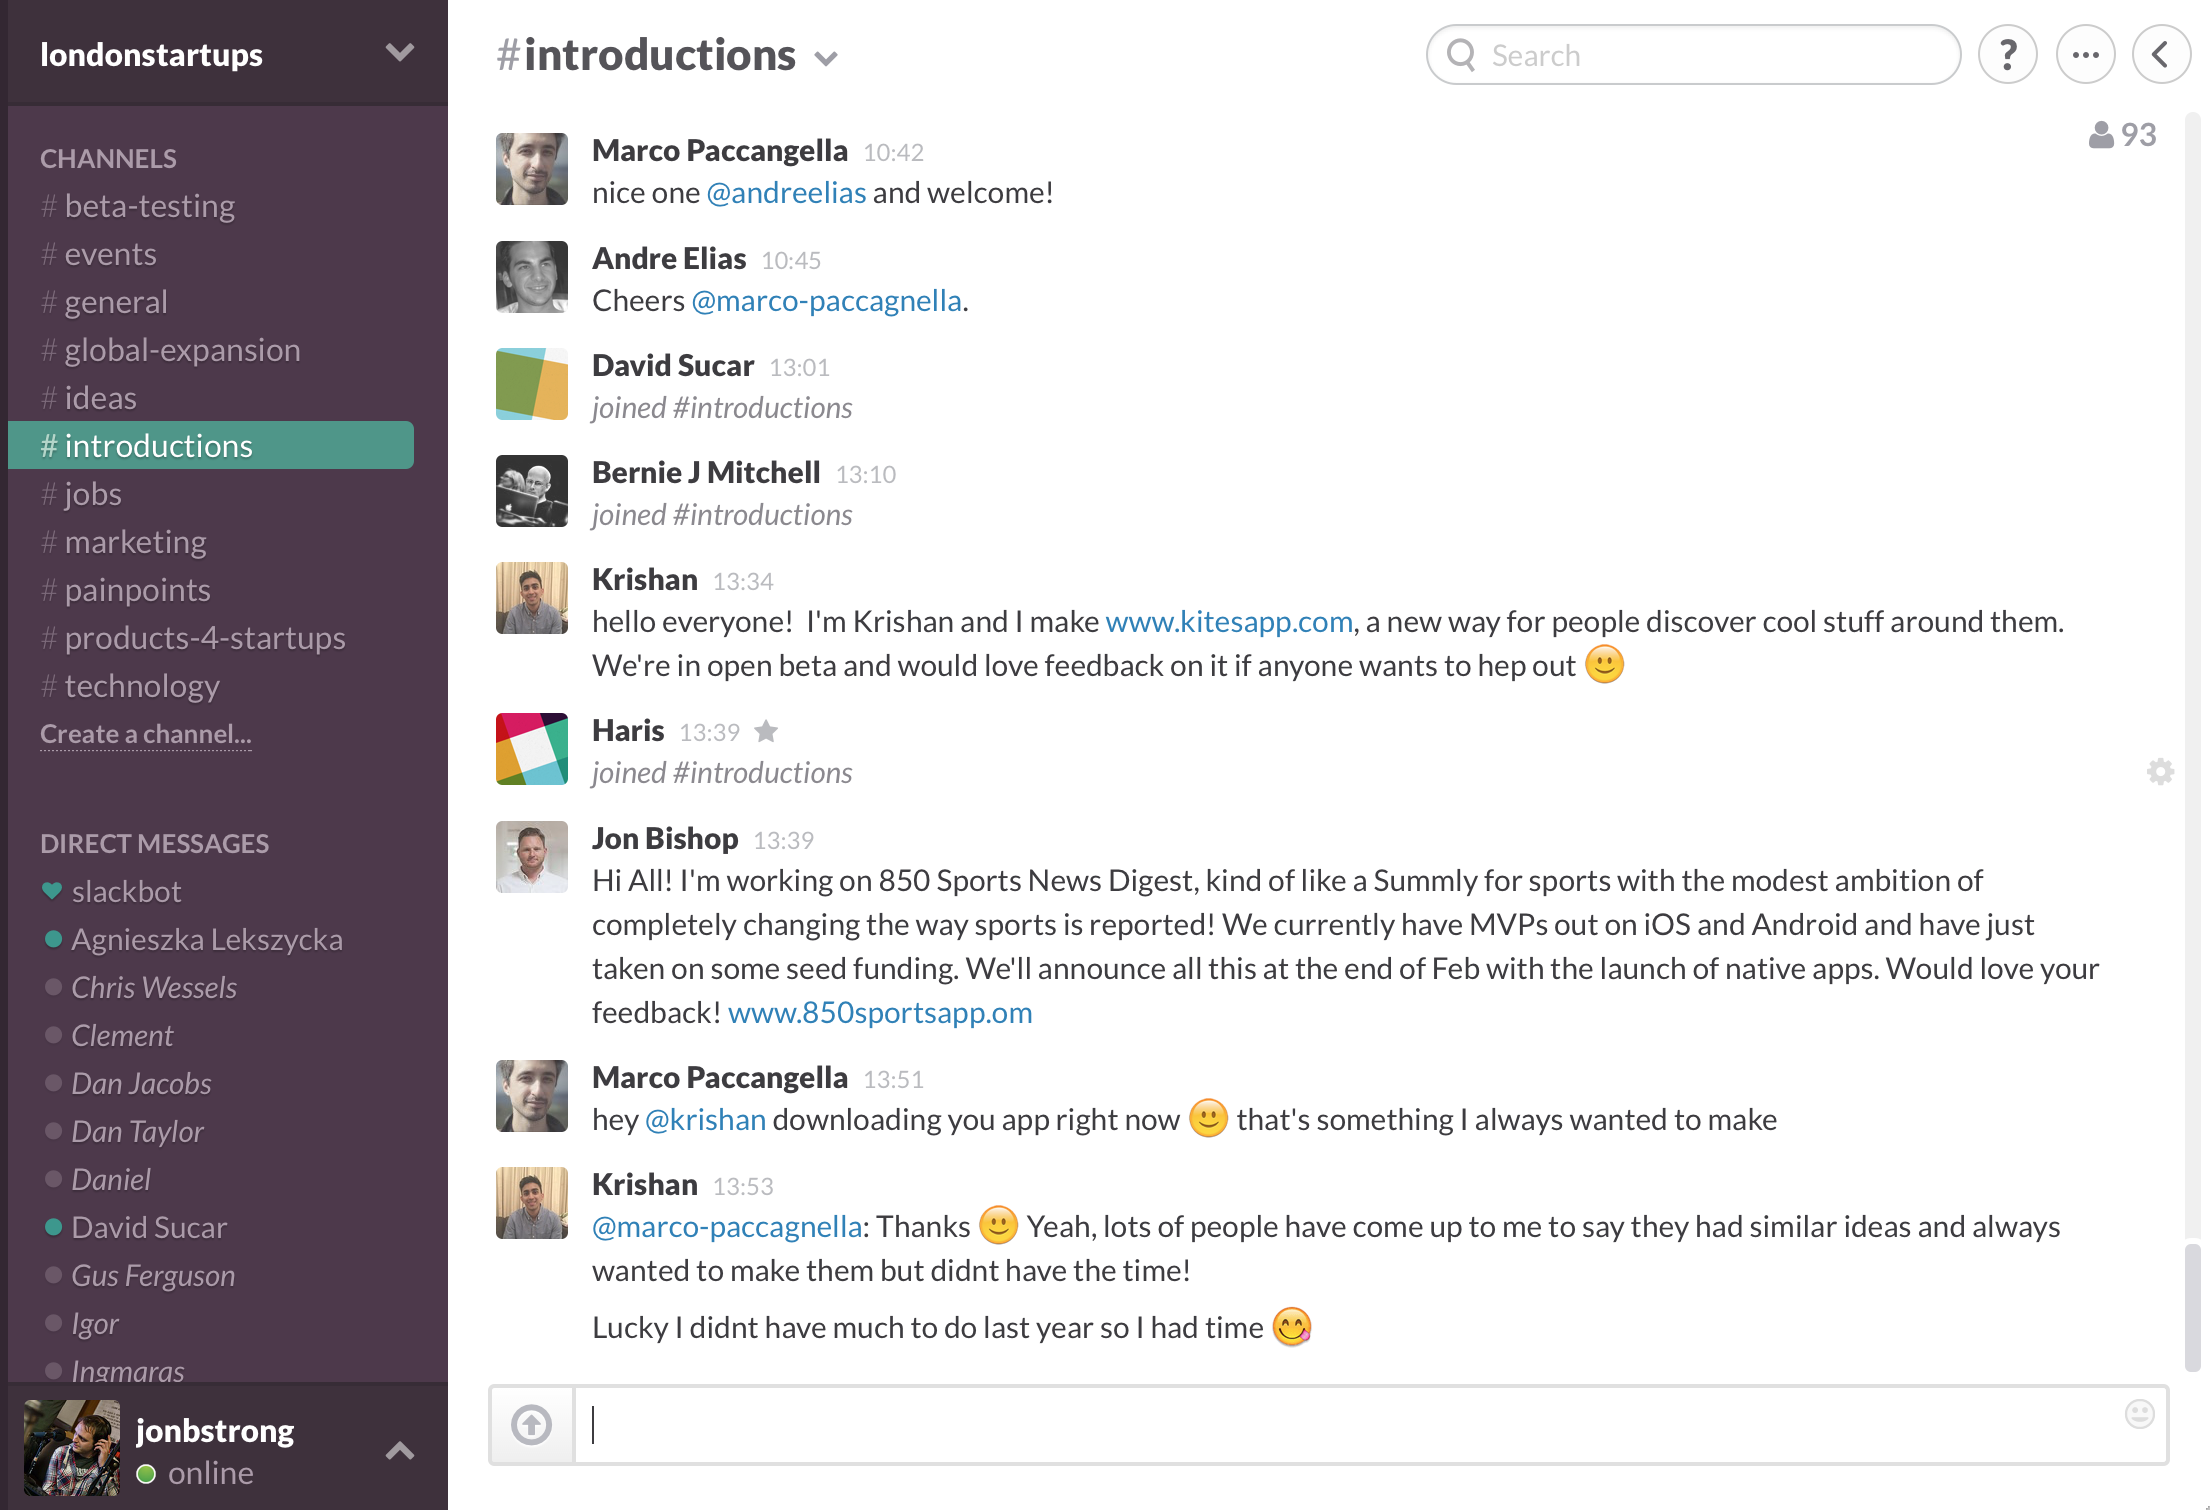 londonstartups
CHANNELS
# beta-testing
# events
# general
# global-expansion
# ideas
# introductions
# jobs
# marketing
# painpoints
# products-4-startups
# technology
Create a channel...
DIRECT MESSAGES
slackbot
Agnieszka Lekszycka
Chris Wessels
Clement
Dan Jacobs
Dan Taylor
Daniel
David Sucar
Gus Ferguson
Igor
Ingmaras
jonbstrong
online
#introductions
Search
?
93
Marco Paccangella 10:42
nice one @andreelias and welcome!
Andre Elias 10:45
Cheers @marco-paccagnella.
David Sucar 13:01
joined #introductions
Bernie J Mitchell 13:10
joined #introductions
Krishan 13:34
hello everyone!  I'm Krishan and I make www.kitesapp.com, a new way for people discover cool stuff around them.
We're in open beta and would love feedback on it if anyone wants to hep out 🙂
Haris 13:39 ★
joined #introductions
Jon Bishop 13:39
Hi All! I'm working on 850 Sports News Digest, kind of like a Summly for sports with the modest ambition of
completely changing the way sports is reported! We currently have MVPs out on iOS and Android and have just
taken on some seed funding. We'll announce all this at the end of Feb with the launch of native apps. Would love your
feedback! www.850sportsapp.om
Marco Paccangella 13:51
hey @krishan downloading you app right now 🙂 that's something I always wanted to make
Krishan 13:53
@marco-paccagnella: Thanks 🙂 Yeah, lots of people have come up to me to say they had similar ideas and always
wanted to make them but didnt have the time!
Lucky I didnt have much to do last year so I had time 😋